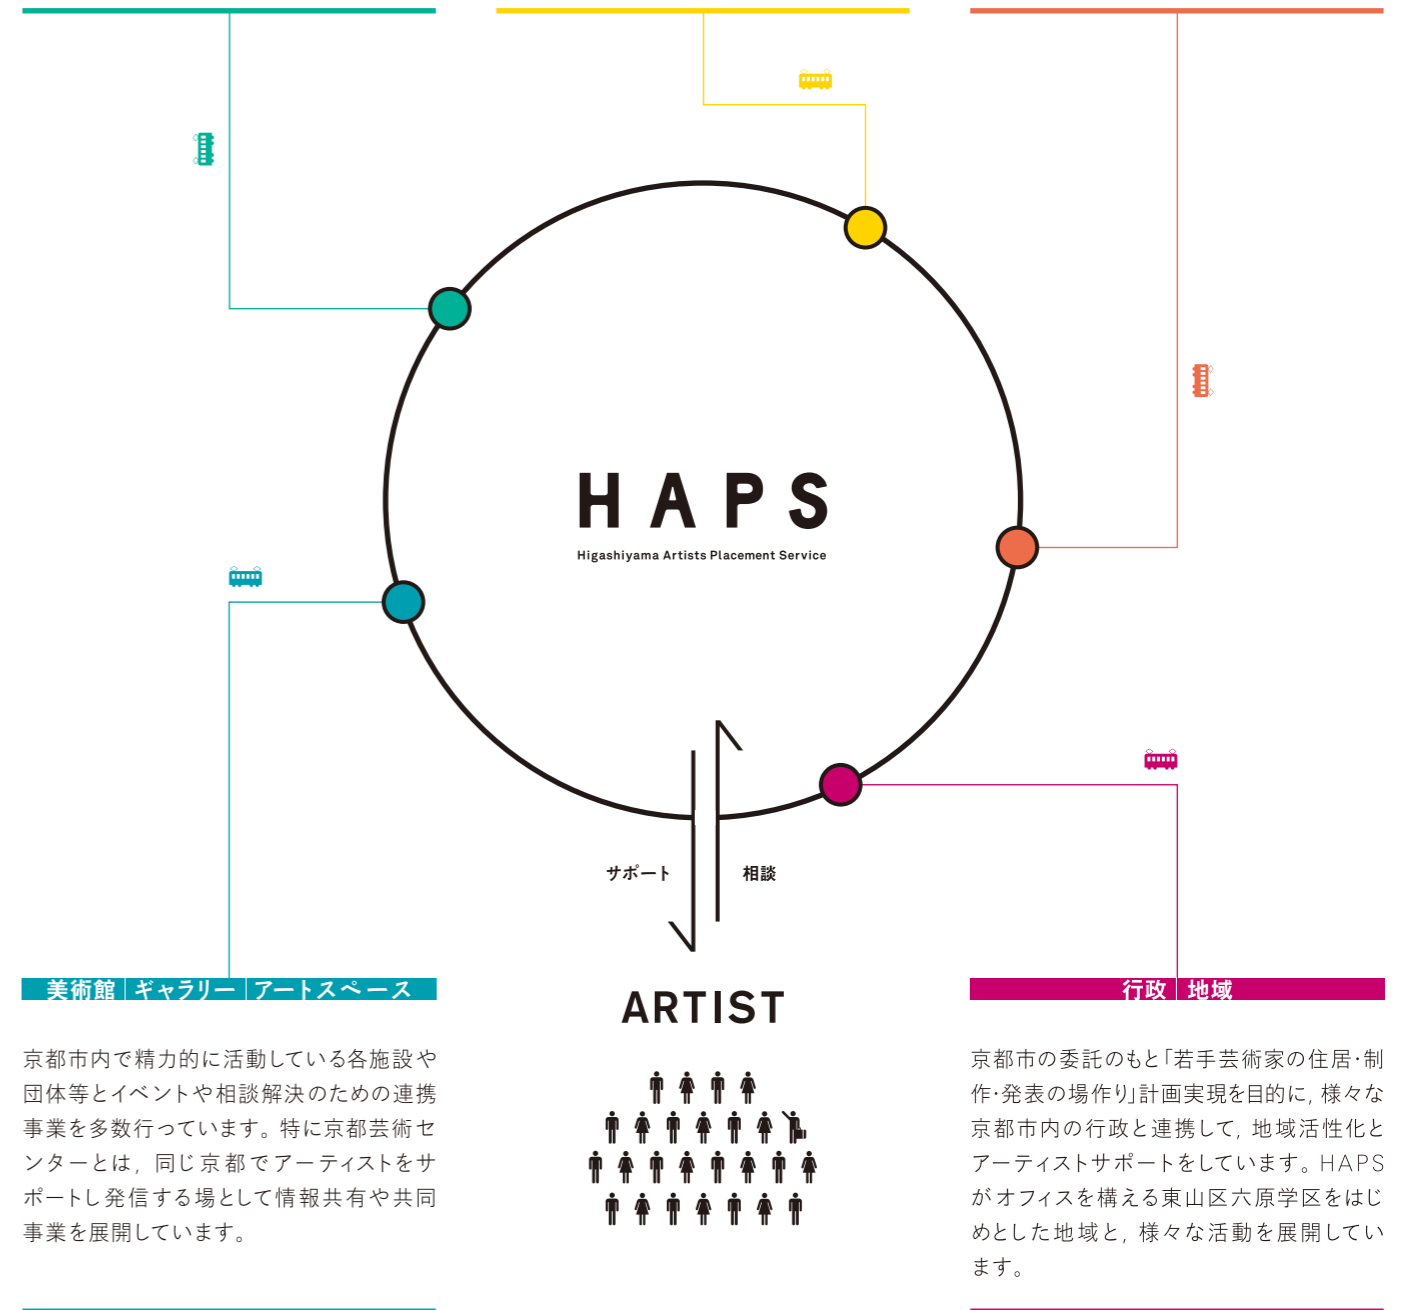 HAPS
Higashiyama Artists Placement Service
サポート
相談
ARTIST
美術館|ギャラリー|アートスペース
京都市内で精力的に活動している各施設や
団体等とイベントや相談解決のための連携
事業を多数行っています。特に京都芸術セ
ンターとは，同じ京都でアーティストをサ
ポートし発信する場として情報共有や共同
事業を展開しています。
行政|地域
京都市の委託のもと「若手芸術家の住居・制
作・発表の場作り」計画実現を目的に，様々な
京都市内の行政と連携して，地域活性化と
アーティストサポートをしています。HAPS
がオフィスを構える東山区六原学区をはじ
めとした地域と，様々な活動を展開してい
ます。